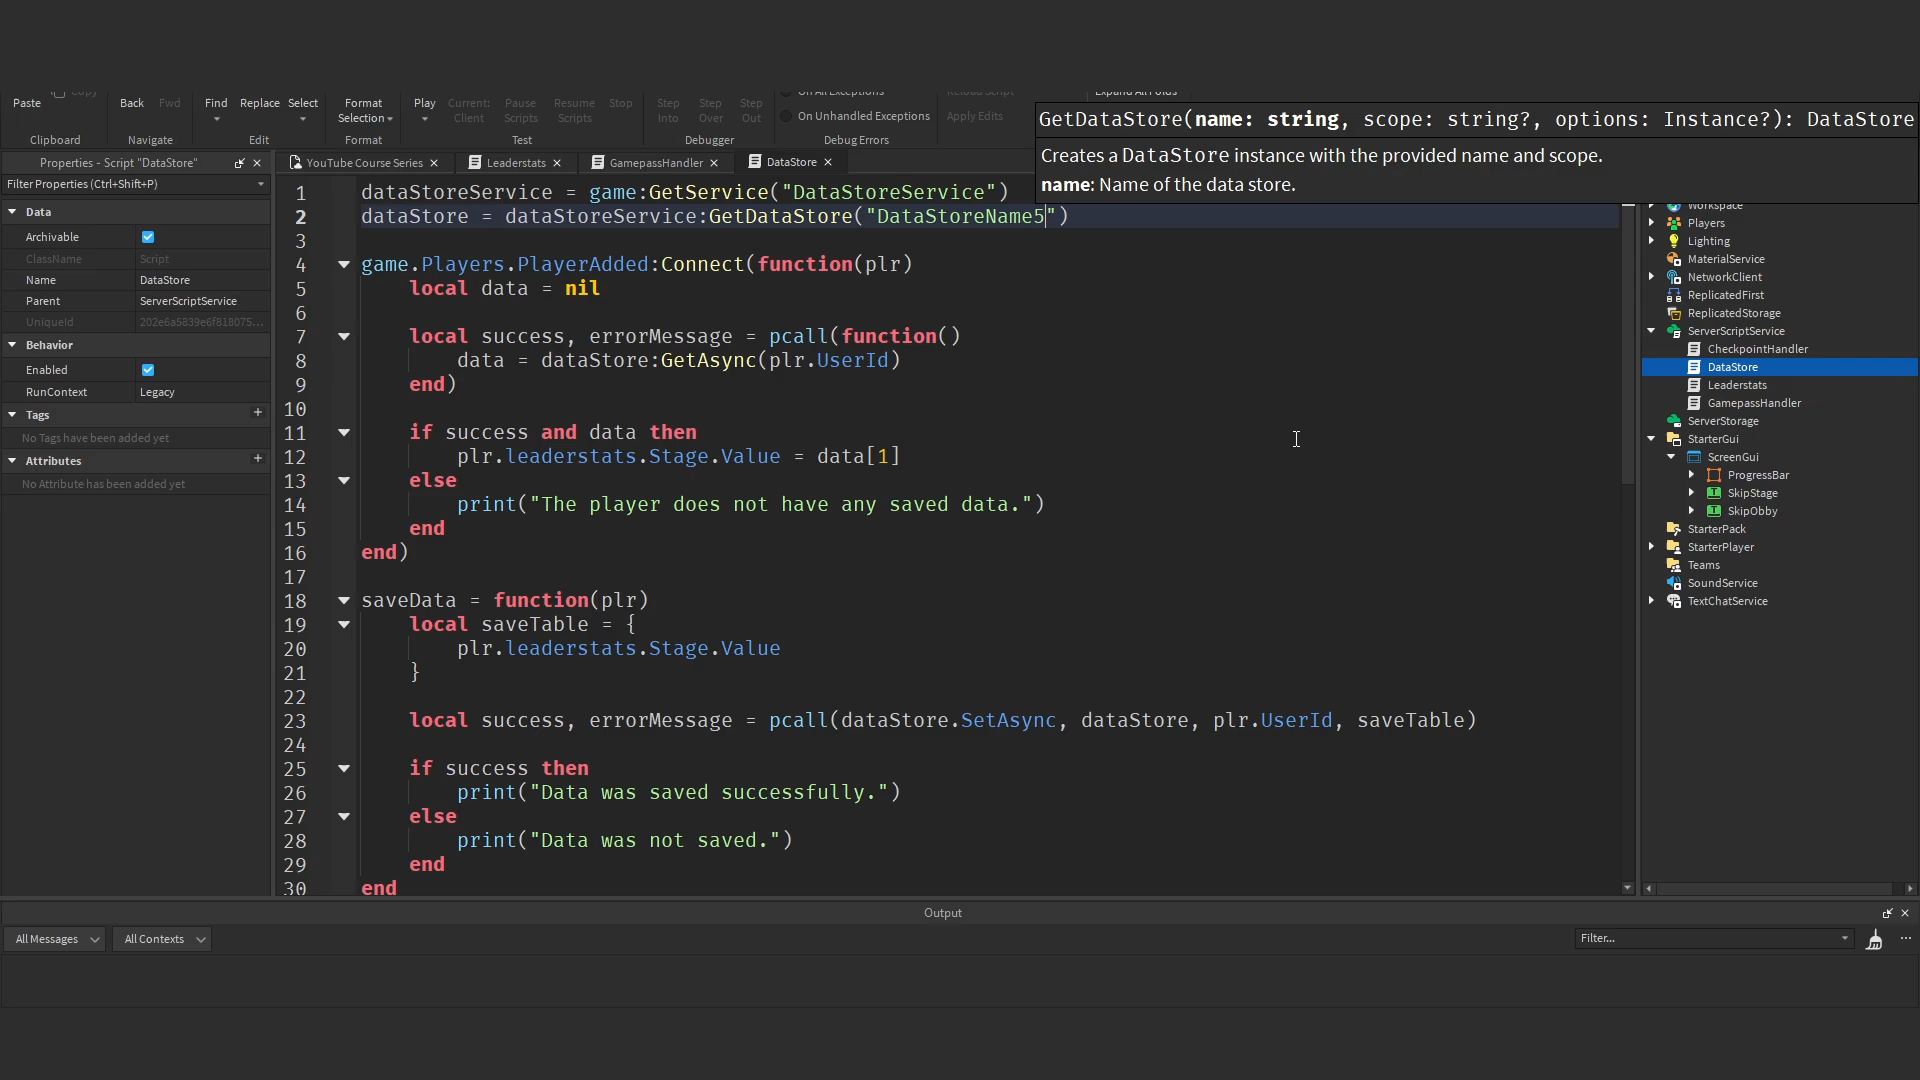 Copy
On All Exceptions
Reload Script
Expand All Folds
Paste
Back
Fwd
Find
Replace
Select
Format
Selection
Play
Current:
Client
Pause
Scripts
Resume
Scripts
Stop
Step
Into
Step
Over
Step
Out
On Unhandled Exceptions
Apply Edits
Clipboard
Navigate
Edit
Format
Test
Debugger
Debug Errors
GetDataStore(name: string, scope: string?, options: Instance?): DataStore
Creates a DataStore instance with the provided name and scope.
name: Name of the data store.
Properties - Script "DataStore"
Filter Properties (Ctrl+Shift+P)
Data
Archivable
ClassName Script
Name DataStore
Parent ServerScriptService
UniqueId 202e6a5839e6f818075...
Behavior
Enabled
RunContext Legacy
Tags +
No Tags have been added yet
Attributes +
No Attribute has been added yet
YouTube Course Series
Leaderstats
GamepassHandler
DataStore
1 dataStoreService = game:GetService("DataStoreService")
2 dataStore = dataStoreService:GetDataStore("DataStoreName5")
3
4 game.Players.PlayerAdded:Connect(function(plr)
5 local data = nil
6
7 local success, errorMessage = pcall(function()
8 data = dataStore:GetAsync(plr.UserId)
9 end)
10
11 if success and data then
12 plr.leaderstats.Stage.Value = data[1]
13 else
14 print("The player does not have any saved data.")
15 end
16 end)
17
18 saveData = function(plr)
19 local saveTable = {
20 plr.leaderstats.Stage.Value
21 }
22
23 local success, errorMessage = pcall(dataStore.SetAsync, dataStore, plr.UserId, saveTable)
24
25 if success then
26 print("Data was saved successfully.")
27 else
28 print("Data was not saved.")
29 end
30 end
Workspace
Players
Lighting
MaterialService
NetworkClient
ReplicatedFirst
ReplicatedStorage
ServerScriptService
CheckpointHandler
DataStore
Leaderstats
GamepassHandler
ServerStorage
StarterGui
ScreenGui
ProgressBar
SkipStage
SkipObby
StarterPack
StarterPlayer
Teams
SoundService
TextChatService
Output
All Messages
All Contexts
Filter...